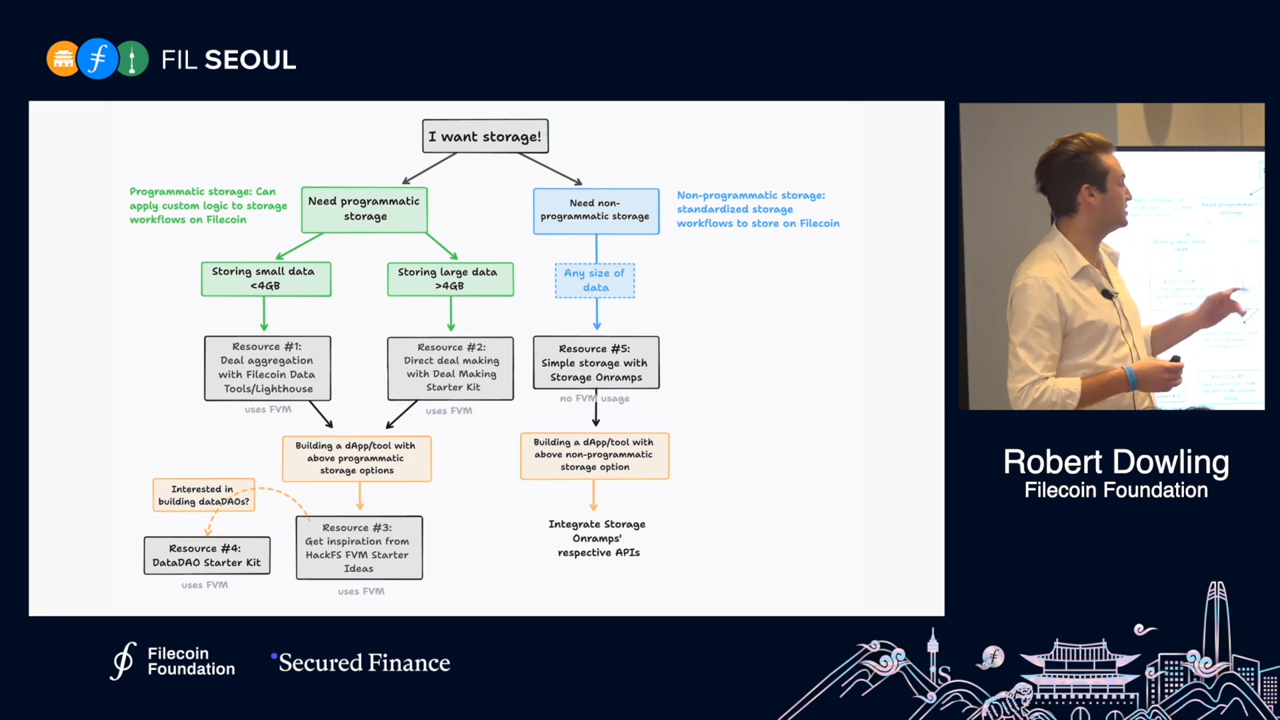 FIL SEOUL
I want storage!
Programmatic storage: Can
apply custom logic to storage
workflows on Filecoin
Need programmatic
storage
Need non-
programmatic storage
Non-programmatic storage:
standardized storage
workflows to store on Filecoin
Storing small data
<4GB
Storing large data
>4GB
Any size of
data
Resource #1:
Deal aggregation
with Filecoin Data
Tools/Lighthouse
uses FVM
Resource #2:
Direct deal making
with Deal Making
Starter Kit
uses FVM
Resource #5:
Simple storage with
Storage Onramps
no FVM usage
Building a dApp/tool with
above programmatic
storage options
Building a dApp/tool with
above non-programmatic
storage option
Interested in
building dataDAOs?
Resource #4:
DataDAO Starter Kit
uses FVM
Resource #3:
Get inspiration from
HackFS FVM Starter
Ideas
uses FVM
Integrate Storage
Onramps'
respective APIs
Robert Dowling
Filecoin Foundation
Filecoin
Foundation
Secured Finance